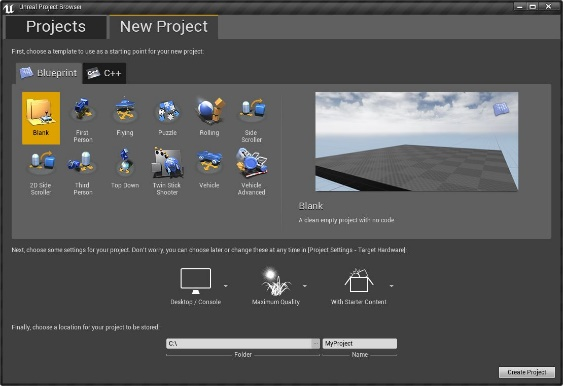 Unreal Project Browser
Projects
New Project
First, choose a template to use as a starting point for your new project.
Blueprint
C++
Blank
First Person
Flying
Puzzle
Rolling
Side Scroller
2D Side Scroller
Third Person
Top Down
Twin Stick Shooter
Vehicle
Vehicle Advanced
Blank
A clean empty project with no code.
Next, choose some settings for your project. Don't worry, you can choose later or change these at any time in [Project Settings - Target Hardware].
Desktop / Console
Maximum Quality
With Starter Content
Finally, choose a location for your project to be stored
C:\
MyProject
Folder
Name
Create Project